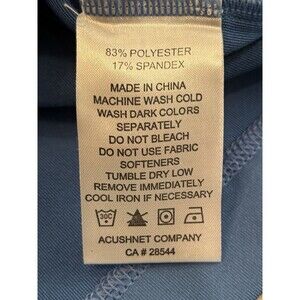 83% POLYESTER
17% SPANDEX
MADE IN CHINA
MACHINE WASH COLD
WASH DARK COLORS
SEPARATELY
DO NOT BLEACH
DO NOT USE FABRIC
SOFTENERS
TUMBLE DRY LOW
REMOVE IMMEDIATELY
COOL IRON IF NECESSARY
30C
ACUSHNET COMPANY
CA # 28544